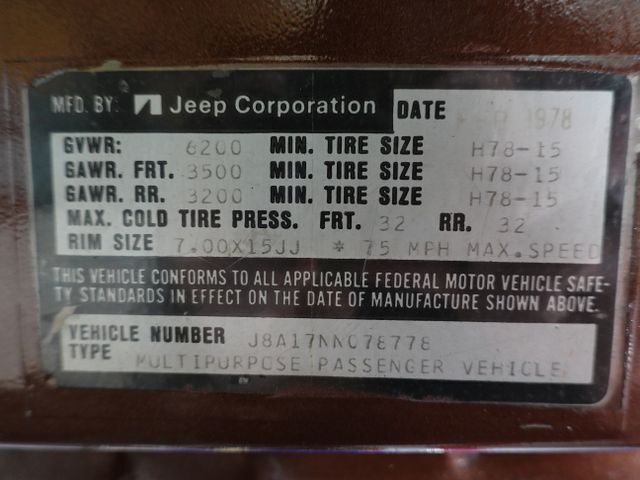 MFD. BY: Jeep Corporation DATE 1978
GVWR: 6200 MIN. TIRE SIZE H78-15
GAWR. FRT. 3500 MIN. TIRE SIZE H78-15
GAWR. RR. 3200 MIN. TIRE SIZE H78-15
MAX. COLD TIRE PRESS. FRT. 32 RR. 32
RIM SIZE 7.00X15JJ * 75 MPH MAX.SPEED
THIS VEHICLE CONFORMS TO ALL APPLICABLE FEDERAL MOTOR VEHICLE SAFE-
TY STANDARDS IN EFFECT ON THE DATE OF MANUFACTURE SHOWN ABOVE.
VEHICLE NUMBER J8A17NN078778
TYPE MULTIPURPOSE PASSENGER VEHICLE